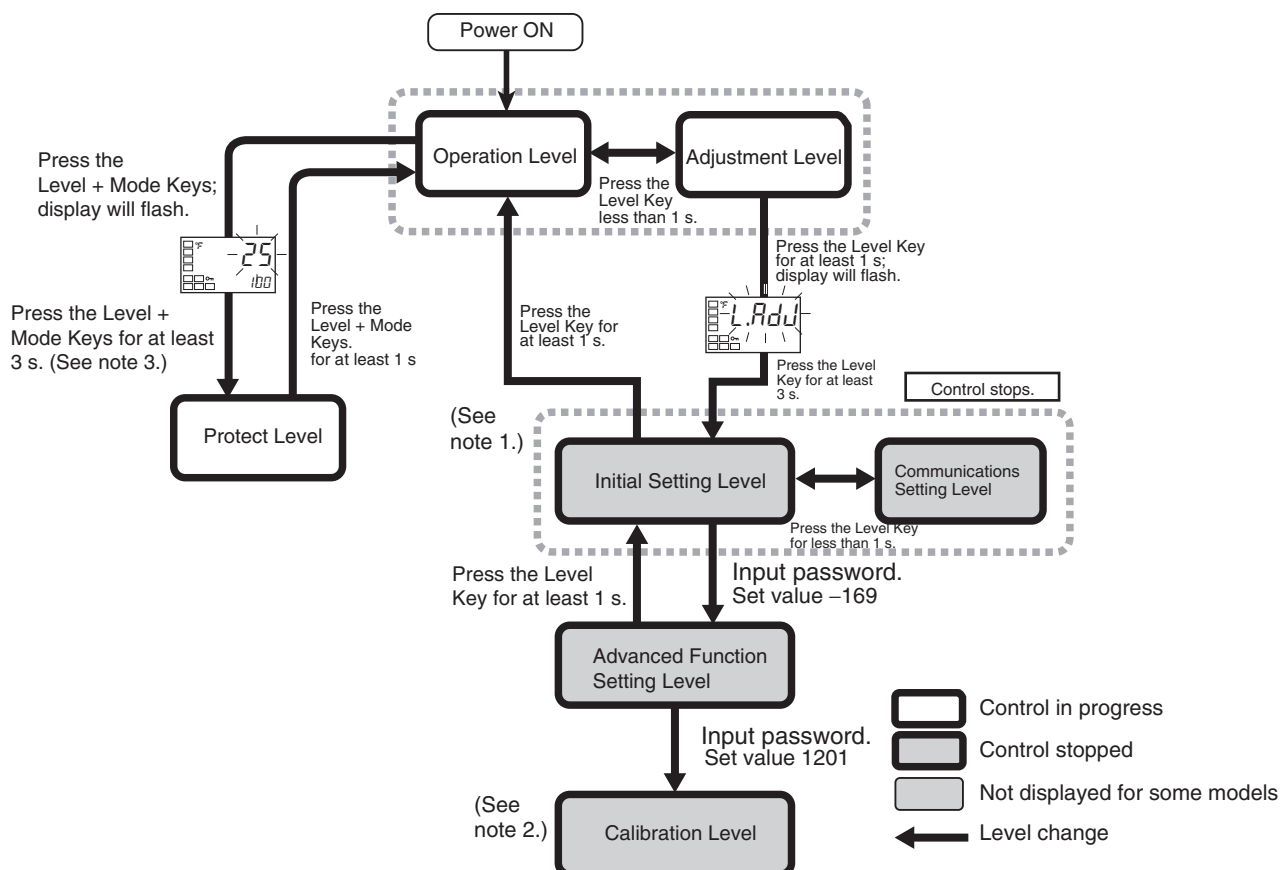 Power ON
Operation Level
Adjustment Level
Press the
Level Key
less than 1 s.
Press the
Level + Mode Keys;
display will flash.
°F
25
100
Press the Level +
Mode Keys for at least
3 s. (See note 3.)
Press the
Level + Mode
Keys.
for at least 1 s
Protect Level
Press the
Level Key for
at least 1 s.
Press the Level Key
for at least 1 s;
display will flash.
°F
L.AdJ
Press the Level
Key for at least
3 s.
Control stops.
(See
note 1.)
Initial Setting Level
Communications
Setting Level
Press the Level Key
for less than 1 s.
Press the Level
Key for at least 1 s.
Input password.
Set value –169
Advanced Function
Setting Level
Input password.
Set value 1201
(See
note 2.)
Calibration Level
Control in progress
Control stopped
Not displayed for some models
Level change